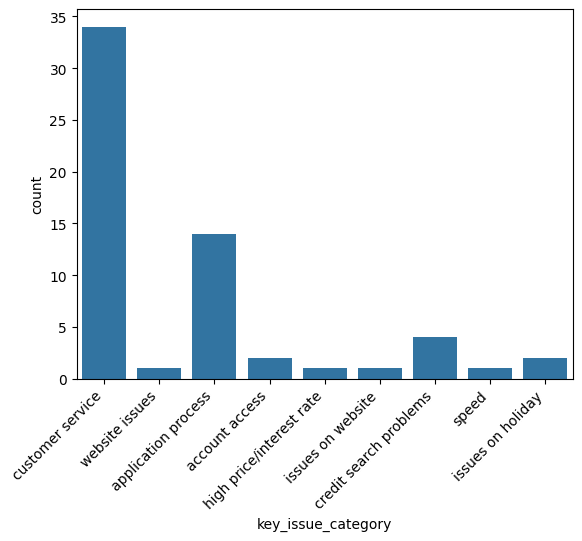 35
30
25
20
15
10
5
0
count
customer service
website issues
application process
account access
high price/interest rate
issues on website
credit search problems
speed
issues on holiday
key_issue_category